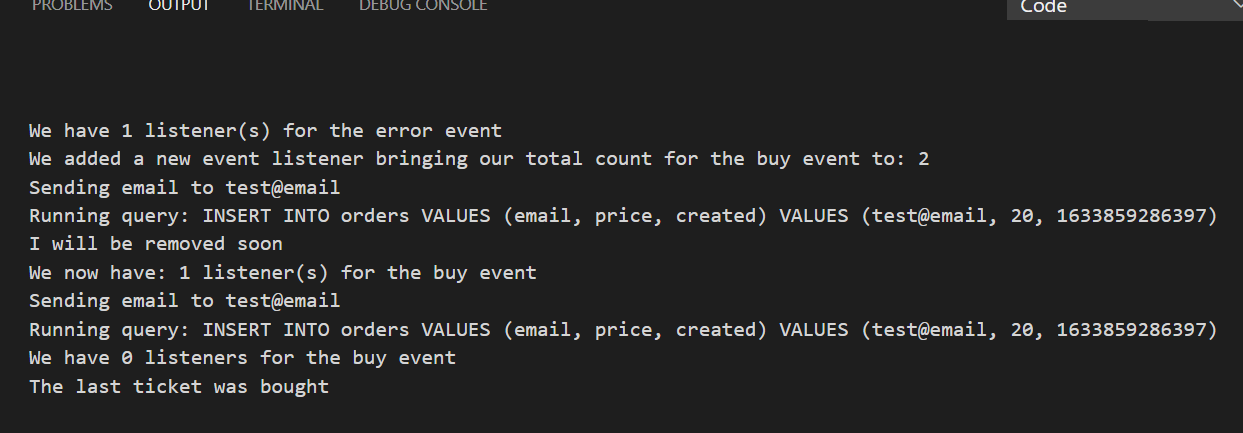 PROBLEMS OUTPUT TERMINAL DEBUG CONSOLE Code
We have 1 listener(s) for the error event
We added a new event listener bringing our total count for the buy event to: 2
Sending email to test@email
Running query: INSERT INTO orders VALUES (email, price, created) VALUES (test@email, 20, 1633859286397)
I will be removed soon
We now have: 1 listener(s) for the buy event
Sending email to test@email
Running query: INSERT INTO orders VALUES (email, price, created) VALUES (test@email, 20, 1633859286397)
We have 0 listeners for the buy event
The last ticket was bought